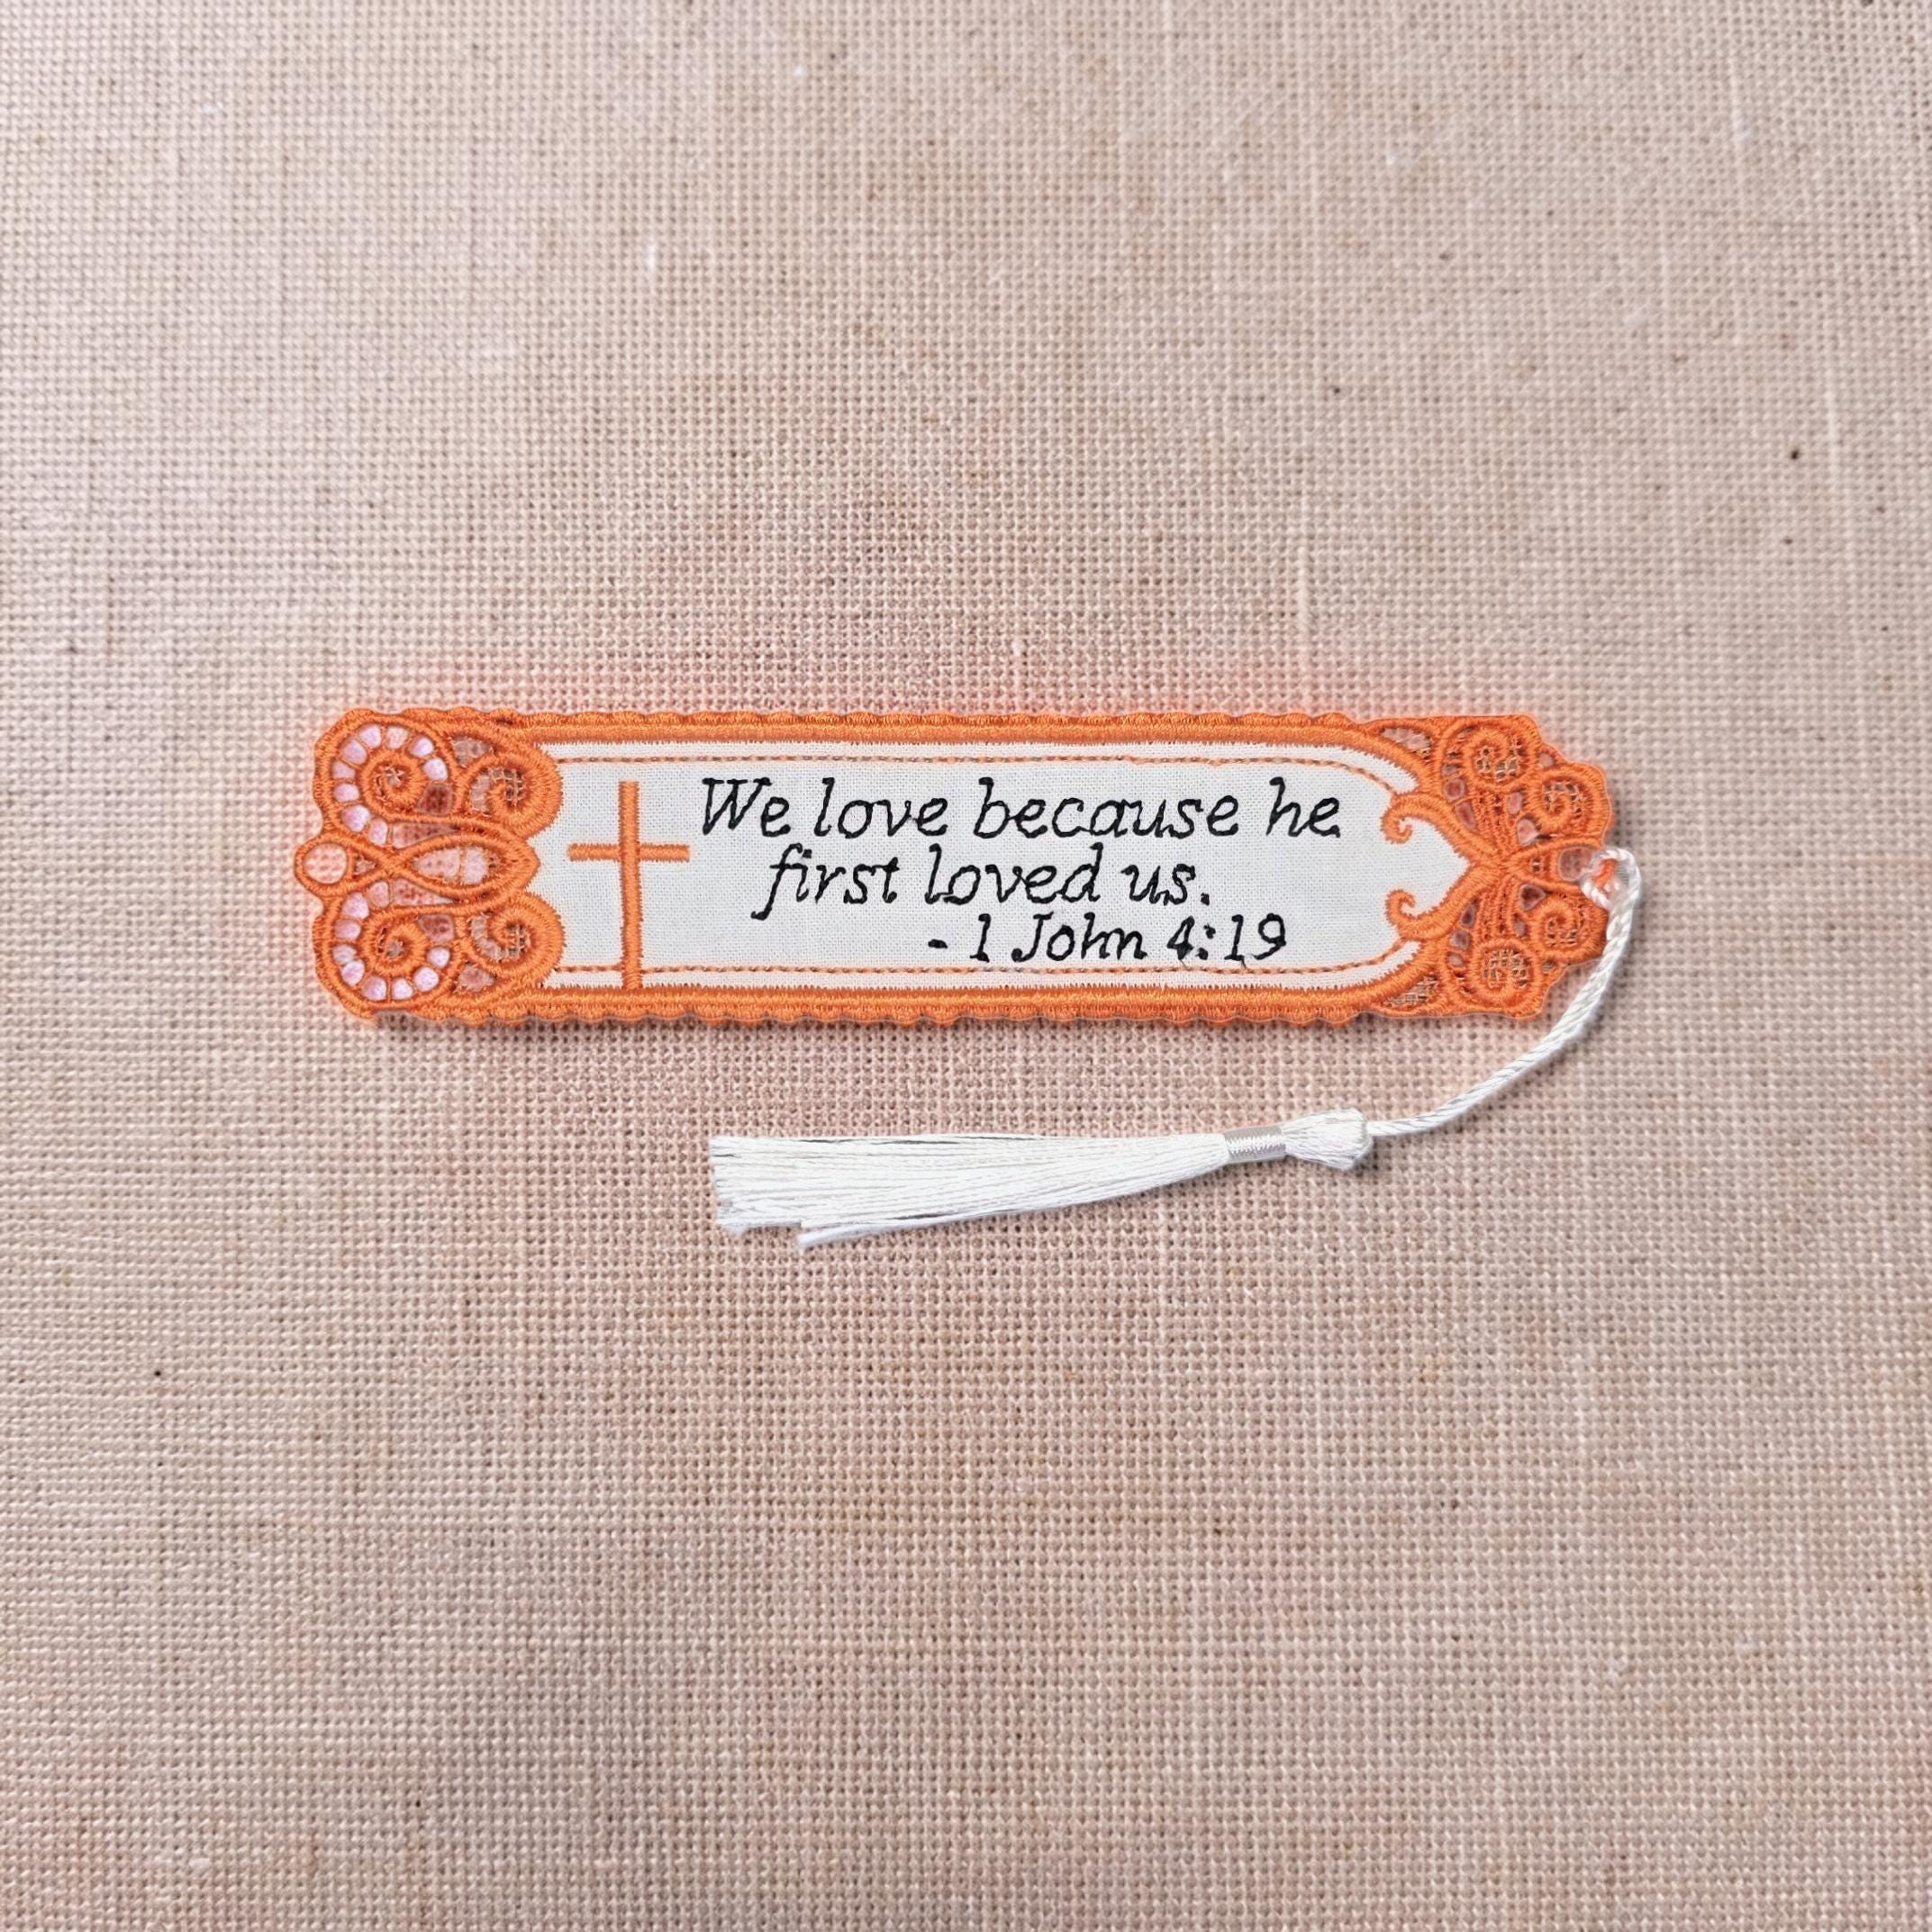 We love because he
first loved us.
- 1 John 4:19